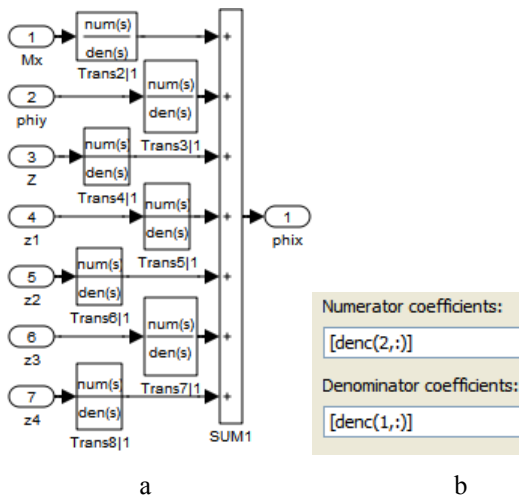 1
Mx
num(s)
den(s)
Trans2|1
+
2
phiy
num(s)
den(s)
Trans3|1
+
3
Z
num(s)
den(s)
Trans4|1
+
4
z1
num(s)
den(s)
Trans5|1
+
5
z2
num(s)
den(s)
Trans6|1
+
6
z3
num(s)
den(s)
Trans7|1
+
7
z4
num(s)
den(s)
Trans8|1
+
SUM1
1
phix
Numerator coefficients:
[denc(2,:)]
Denominator coefficients:
[denc(1,:)]
a
b